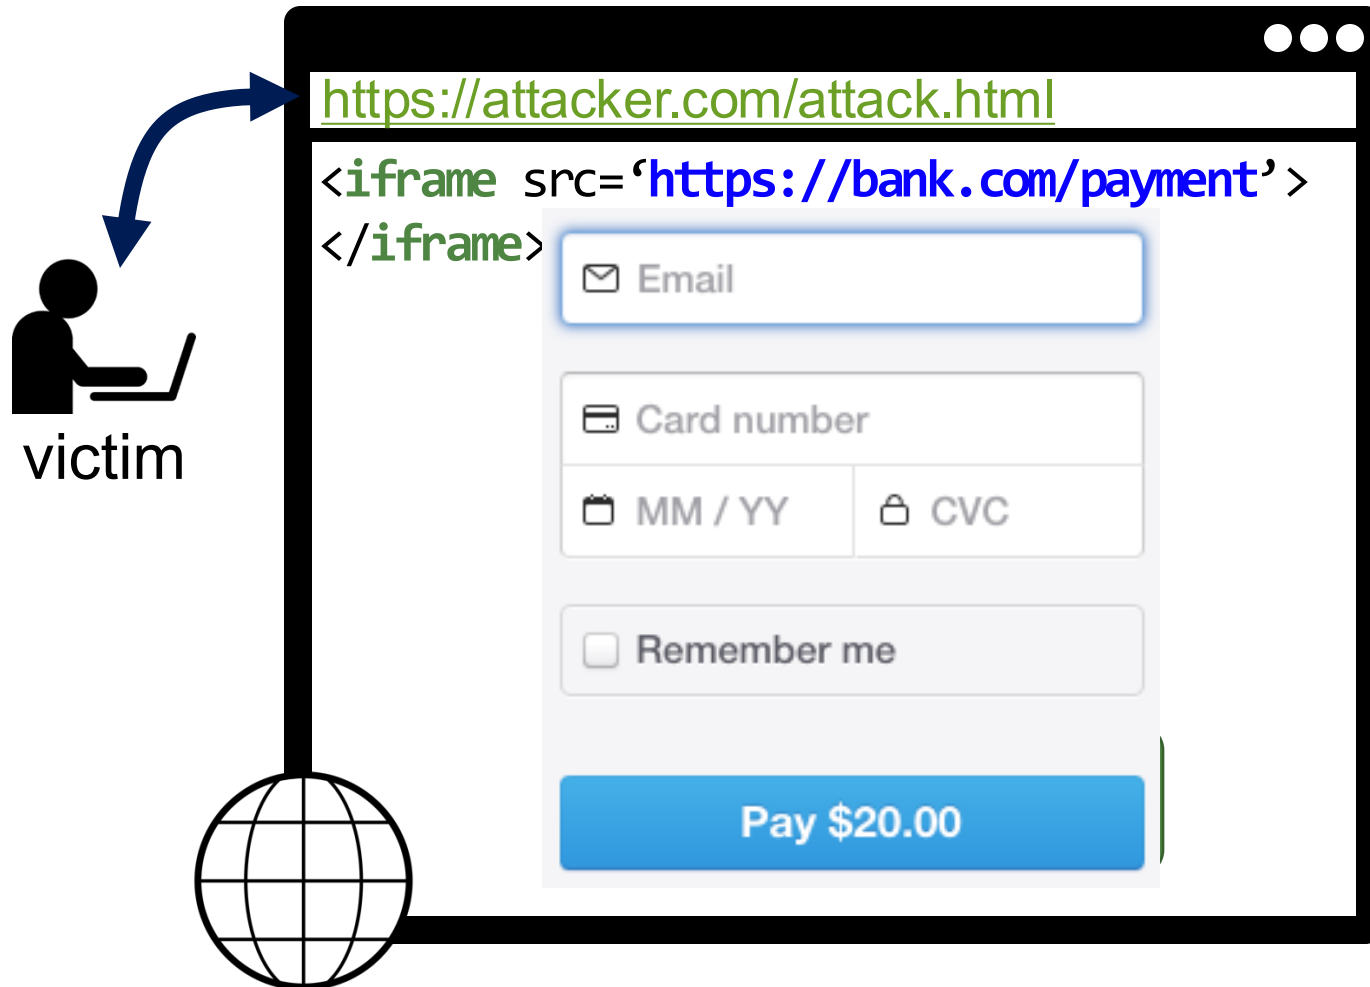 https://attacker.com/attack.html
<iframe src=‘https://bank.com/payment’>
</iframe>
Email
Card number
MM / YY CVC
Remember me
Pay $20.00
victim